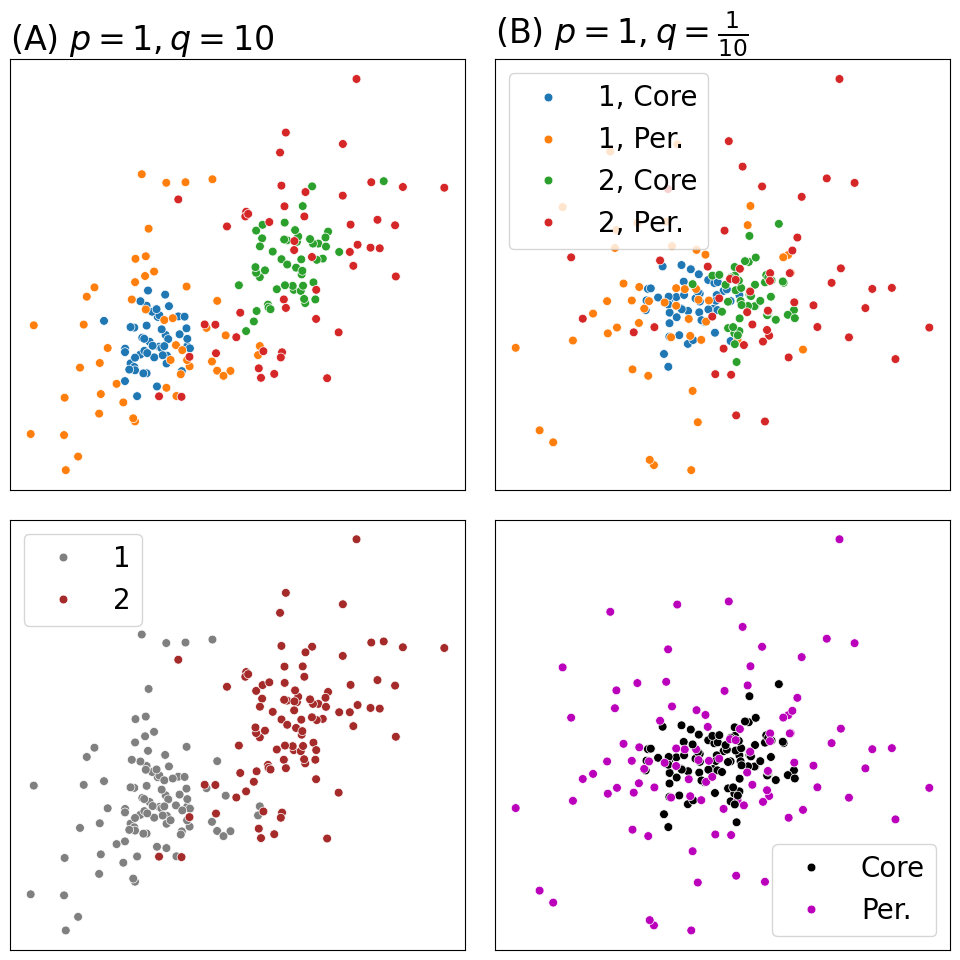 (A) p = 1, q = 10
(B) p = 1, q = 1/10
1, Core
1, Per.
2, Core
2, Per.
1
2
Core
Per.